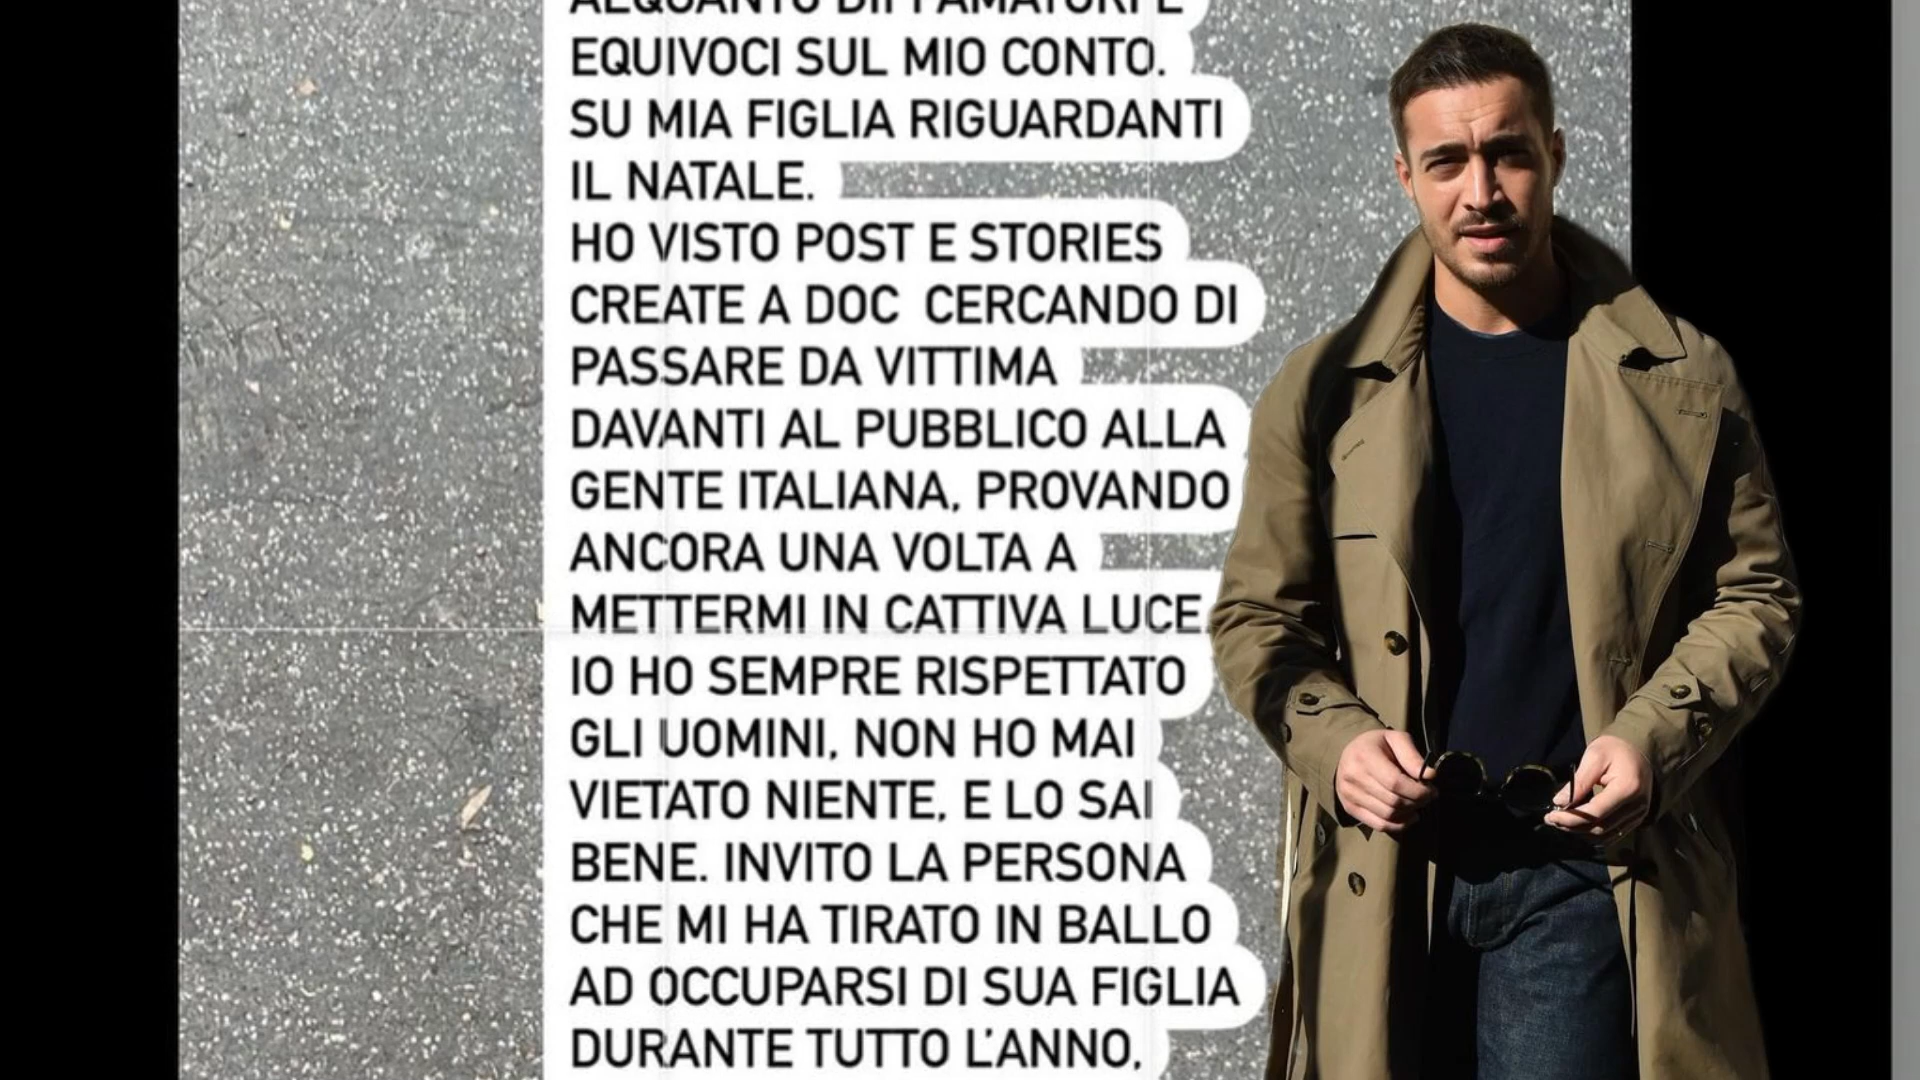 ALQUANTO DIFFAMATORI E
EQUIVOCI SUL MIO CONTO.
SU MIA FIGLIA RIGUARDANTI
IL NATALE.
HO VISTO POST E STORIES
CREATE A DOC CERCANDO DI
PASSARE DA VITTIMA
DAVANTI AL PUBBLICO ALLA
GENTE ITALIANA, PROVANDO
ANCORA UNA VOLTA A
METTERMI IN CATTIVA LUCE.
IO HO SEMPRE RISPETTATO
GLI UOMINI, NON HO MAI
VIETATO NIENTE, E LO SAI
BENE. INVITO LA PERSONA
CHE MI HA TIRATO IN BALLO
AD OCCUPARSI DI SUA FIGLIA
DURANTE TUTTO L'ANNO,